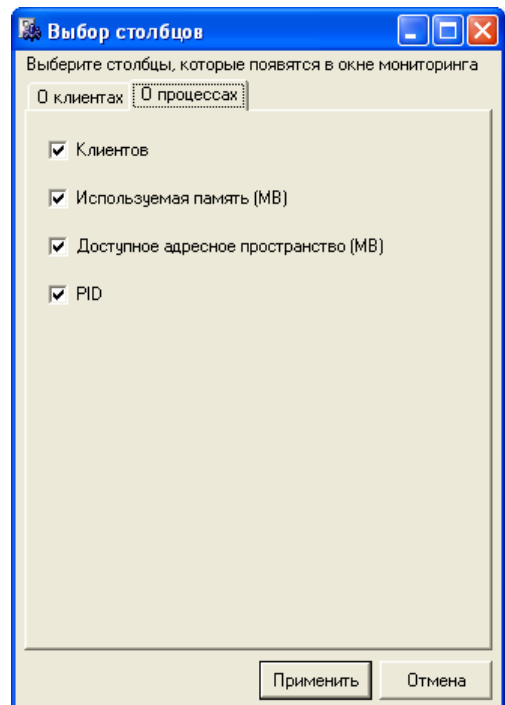 Выбор столбцов
Выберите столбцы, которые появятся в окне мониторинга
О клиентах О процессах
Клиентов
Используемая память (MB)
Доступное адресное пространство (MB)
PID
Применить Отмена